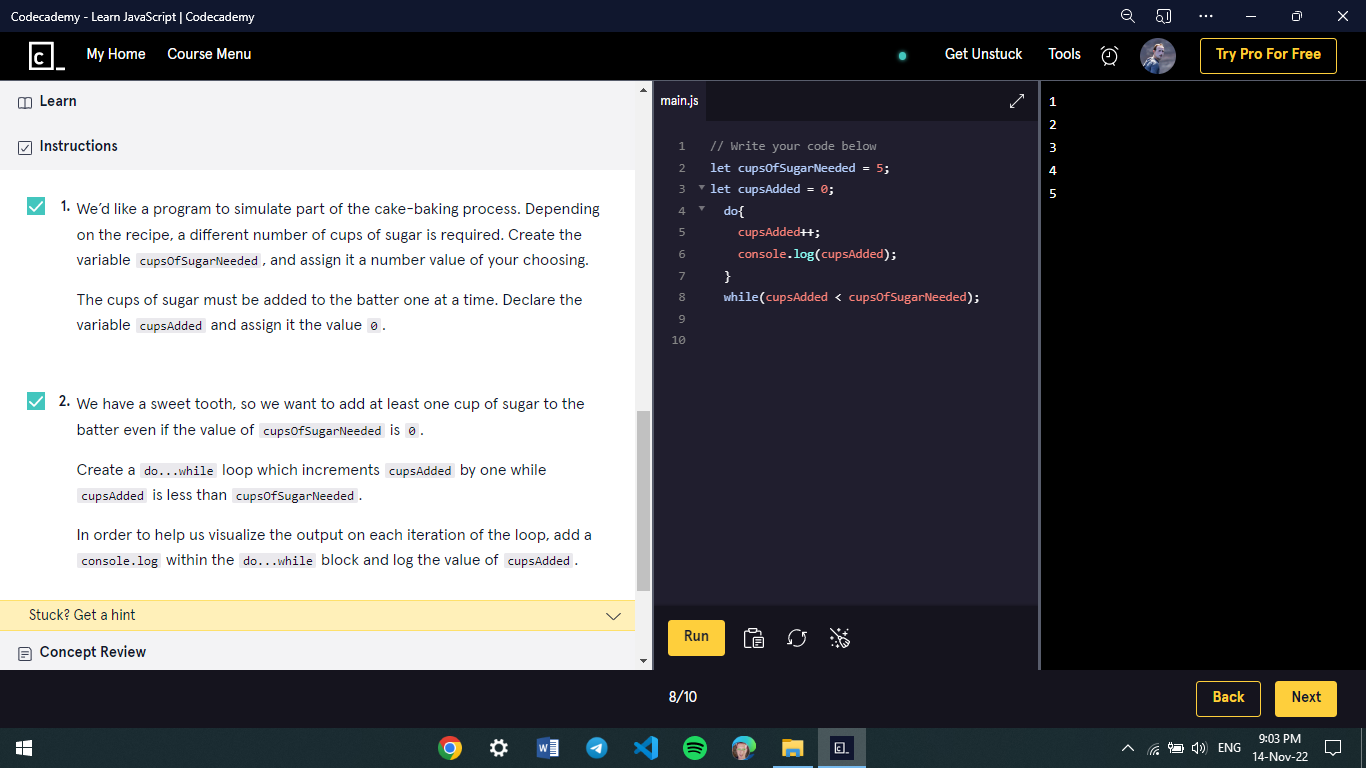 Codecademy - Learn JavaScript | Codecademy
C_
My Home Course Menu
Get Unstuck Tools
Try Pro For Free
Learn
Instructions
1. We'd like a program to simulate part of the cake-baking process. Depending
on the recipe, a different number of cups of sugar is required. Create the
variable cupsOfSugarNeeded, and assign it a number value of your choosing.
The cups of sugar must be added to the batter one at a time. Declare the
variable cupsAdded and assign it the value 0.
2. We have a sweet tooth, so we want to add at least one cup of sugar to the
batter even if the value of cupsOfSugarNeeded is 0.
Create a do...while loop which increments cupsAdded by one while
cupsAdded is less than cupsOfSugarNeeded.
In order to help us visualize the output on each iteration of the loop, add a
console.log within the do...while block and log the value of cupsAdded.
Stuck? Get a hint
Concept Review
main.js
1 // Write your code below
2 let cupsOfSugarNeeded = 5;
3 let cupsAdded = 0;
4 do{
5 cupsAdded++;
6 console.log(cupsAdded);
7 }
8 while(cupsAdded < cupsOfSugarNeeded);
9
10
Run
1
2
3
4
5
8/10
Back
Next
ENG
9:03 PM
14-Nov-22